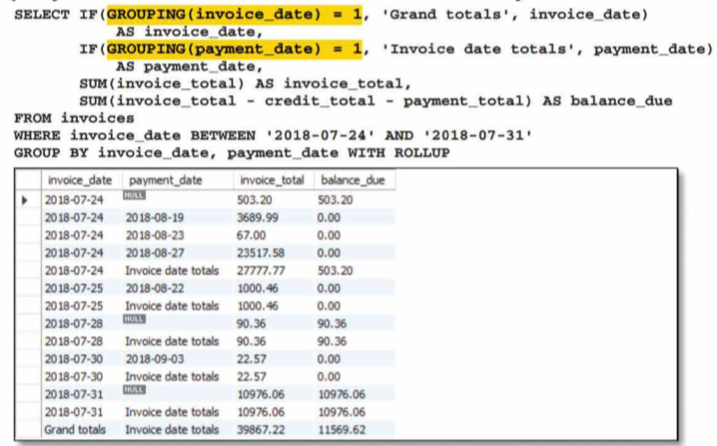 SELECT IF(GROUPING(invoice_date) = 1, 'Grand totals', invoice_date)
AS invoice_date,
IF(GROUPING(payment_date) = 1, 'Invoice date totals', payment_date)
AS payment_date,
SUM(invoice_total) AS invoice_total,
SUM(invoice_total - credit_total - payment_total) AS balance_due
FROM invoices
WHERE invoice_date BETWEEN '2018-07-24' AND '2018-07-31'
GROUP BY invoice_date, payment_date WITH ROLLUP
invoice_date payment_date invoice_total balance_due
2018-07-24 NULL 503.20 503.20
2018-07-24 2018-08-19 3689.99 0.00
2018-07-24 2018-08-23 67.00 0.00
2018-07-24 2018-08-27 23517.58 0.00
2018-07-24 Invoice date totals 27777.77 503.20
2018-07-25 2018-08-22 1000.46 0.00
2018-07-25 Invoice date totals 1000.46 0.00
2018-07-28 NULL 90.36 90.36
2018-07-28 Invoice date totals 90.36 90.36
2018-07-30 2018-09-03 22.57 0.00
2018-07-30 Invoice date totals 22.57 0.00
2018-07-31 NULL 10976.06 10976.06
2018-07-31 Invoice date totals 10976.06 10976.06
Grand totals Invoice date totals 39867.22 11569.62